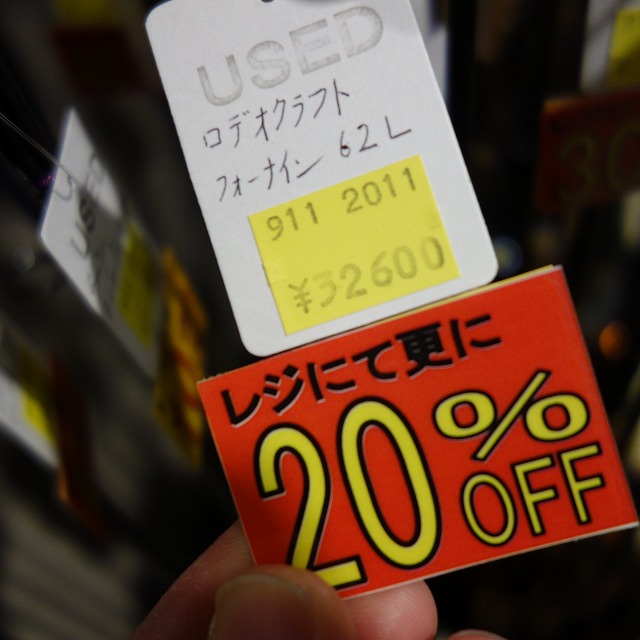 USED
ロデオクラフト
フォーナイン 62L
911 2011
¥32600
レジにて更に
20%
OFF
USED